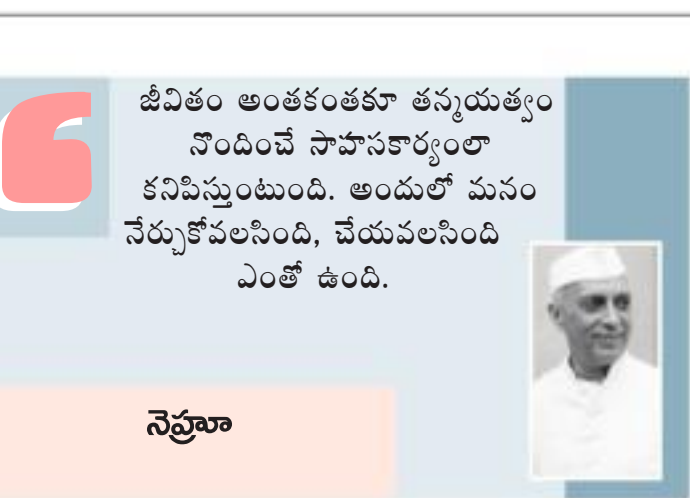 జీవితం అంతకంతకూ తన్మయత్వం
నొందించే సాహసకార్యంలా
కనిపిస్తుంటుంది. అందులో మనం
నేర్చుకోవలసింది, చేయవలసింది
ఎంతో ఉంది.
నెహ్రూ